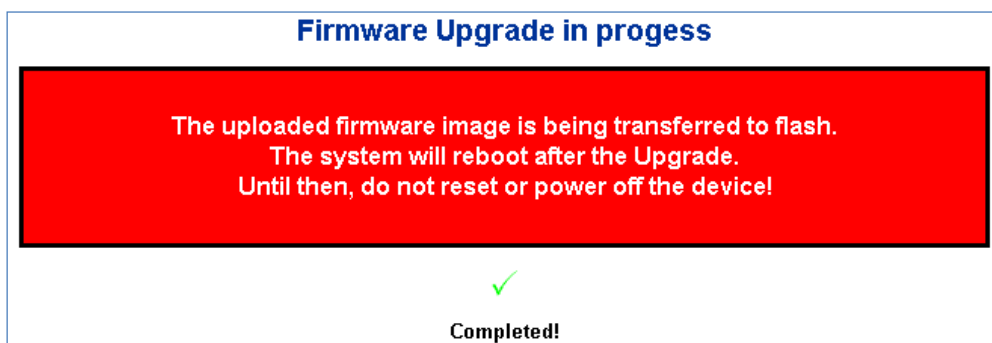 Firmware Upgrade in progess
The uploaded firmware image is being transferred to flash.
The system will reboot after the Upgrade.
Until then, do not reset or power off the device!
Completed!